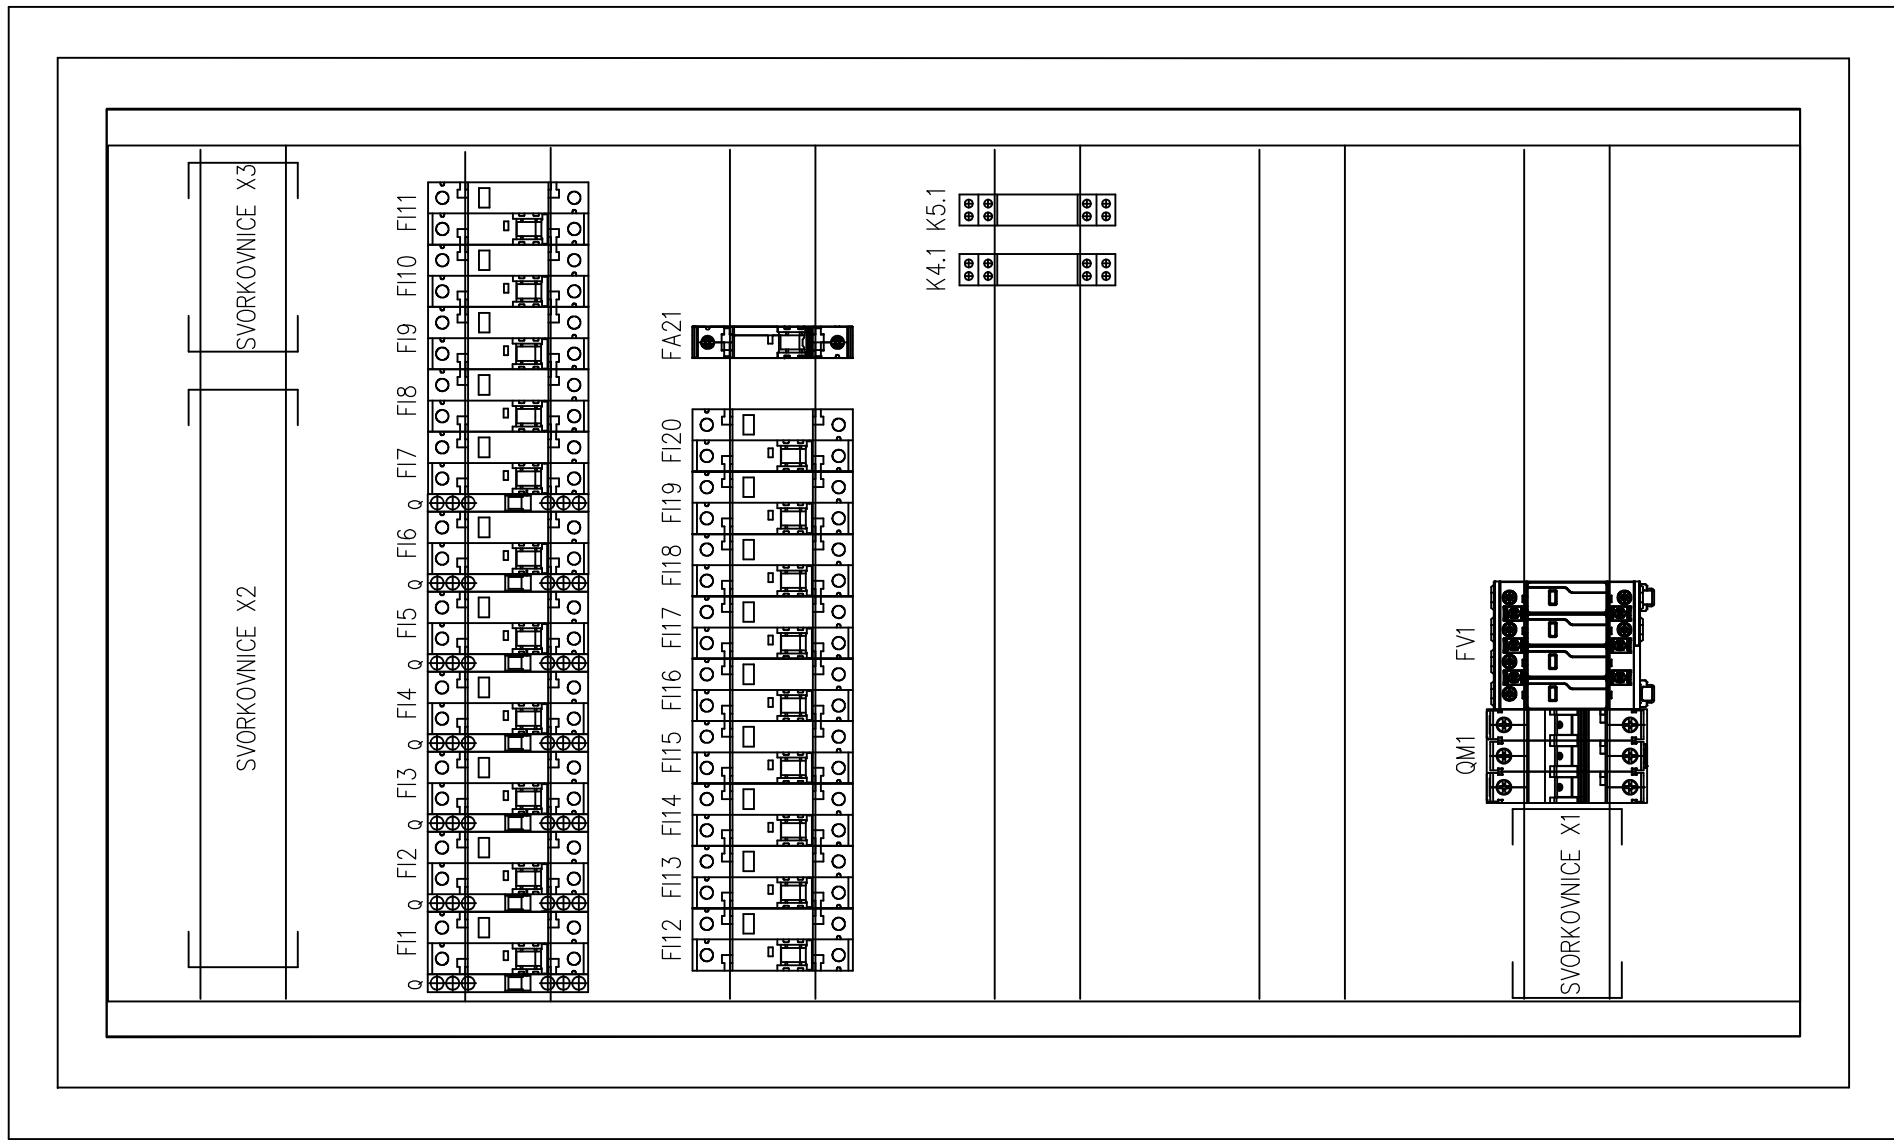 SVORKOVNICE X2
SVORKOVNICE X3
Q FI1 Q FI2 Q FI3 Q FI4 Q FI5 Q FI6 Q FI7 FI8 FI9 FI10 FI11
FI12 FI13 FI14 FI15 FI16 FI17 FI18 FI19 FI20 FA21
K4.1 K5.1
QM1 FV1
SVORKOVNICE X1